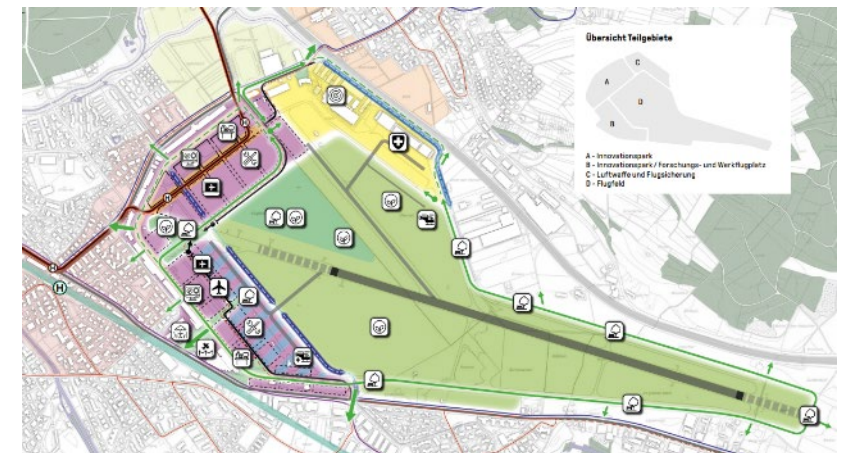 Übersicht Teilgebiete
C
A
D
B
A - Innovationspark
B - Innovationspark / Forschungs- und Werkflugplatz
C - Luftwaffe und Flugsicherung
D - Flugfeld
H
H
H
H